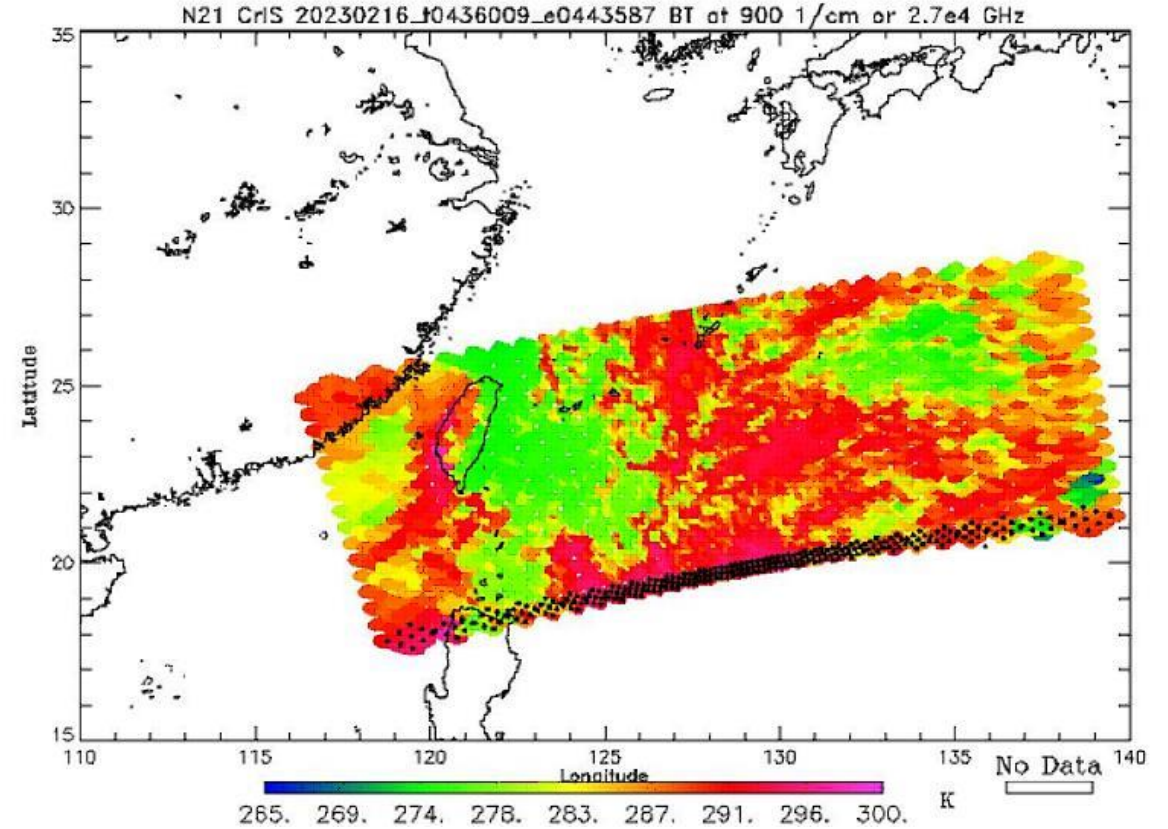 N21 CrIS 20230216_t0436009_e0443587 BT at 900 1/cm or 2.7e4 GHz
35
30
25
20
15
Latitude
110 115 120 125 130 135 140
Longitude
No Data
265. 269. 274. 278. 283. 287. 291. 296. 300. K